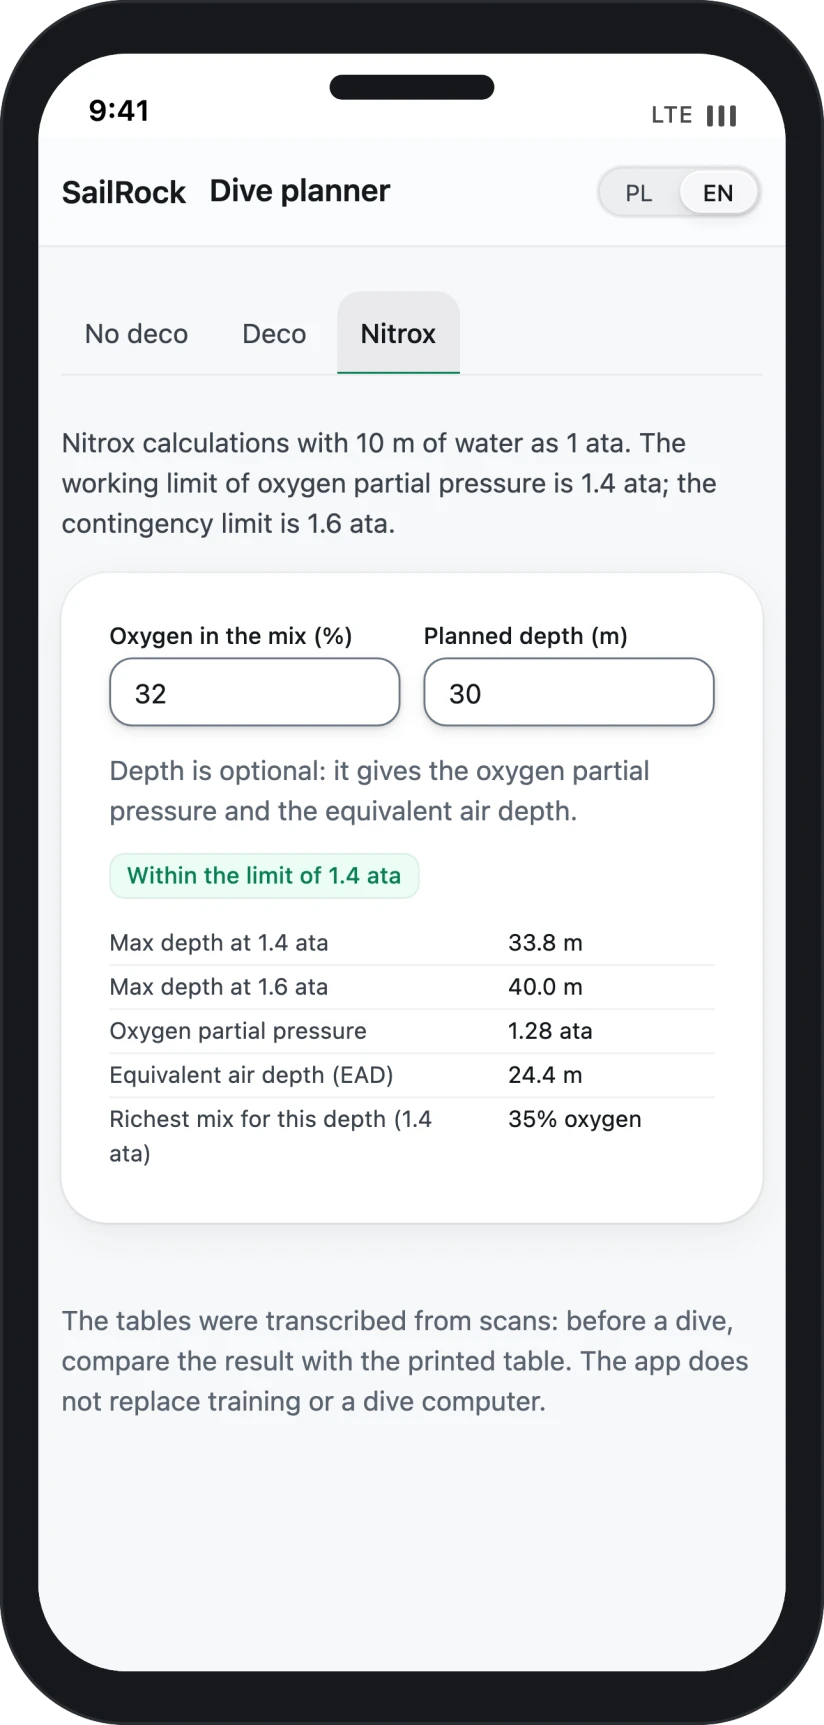 9:41
LTE
SailRock Dive planner
PL EN
No deco Deco Nitrox
Nitrox calculations with 10 m of water as 1 ata. The
working limit of oxygen partial pressure is 1.4 ata; the
contingency limit is 1.6 ata.
Oxygen in the mix (%) Planned depth (m)
32 30
Depth is optional: it gives the oxygen partial
pressure and the equivalent air depth.
Within the limit of 1.4 ata
Max depth at 1.4 ata 33.8 m
Max depth at 1.6 ata 40.0 m
Oxygen partial pressure 1.28 ata
Equivalent air depth (EAD) 24.4 m
Richest mix for this depth (1.4 35% oxygen
ata)
The tables were transcribed from scans: before a dive,
compare the result with the printed table. The app does
not replace training or a dive computer.